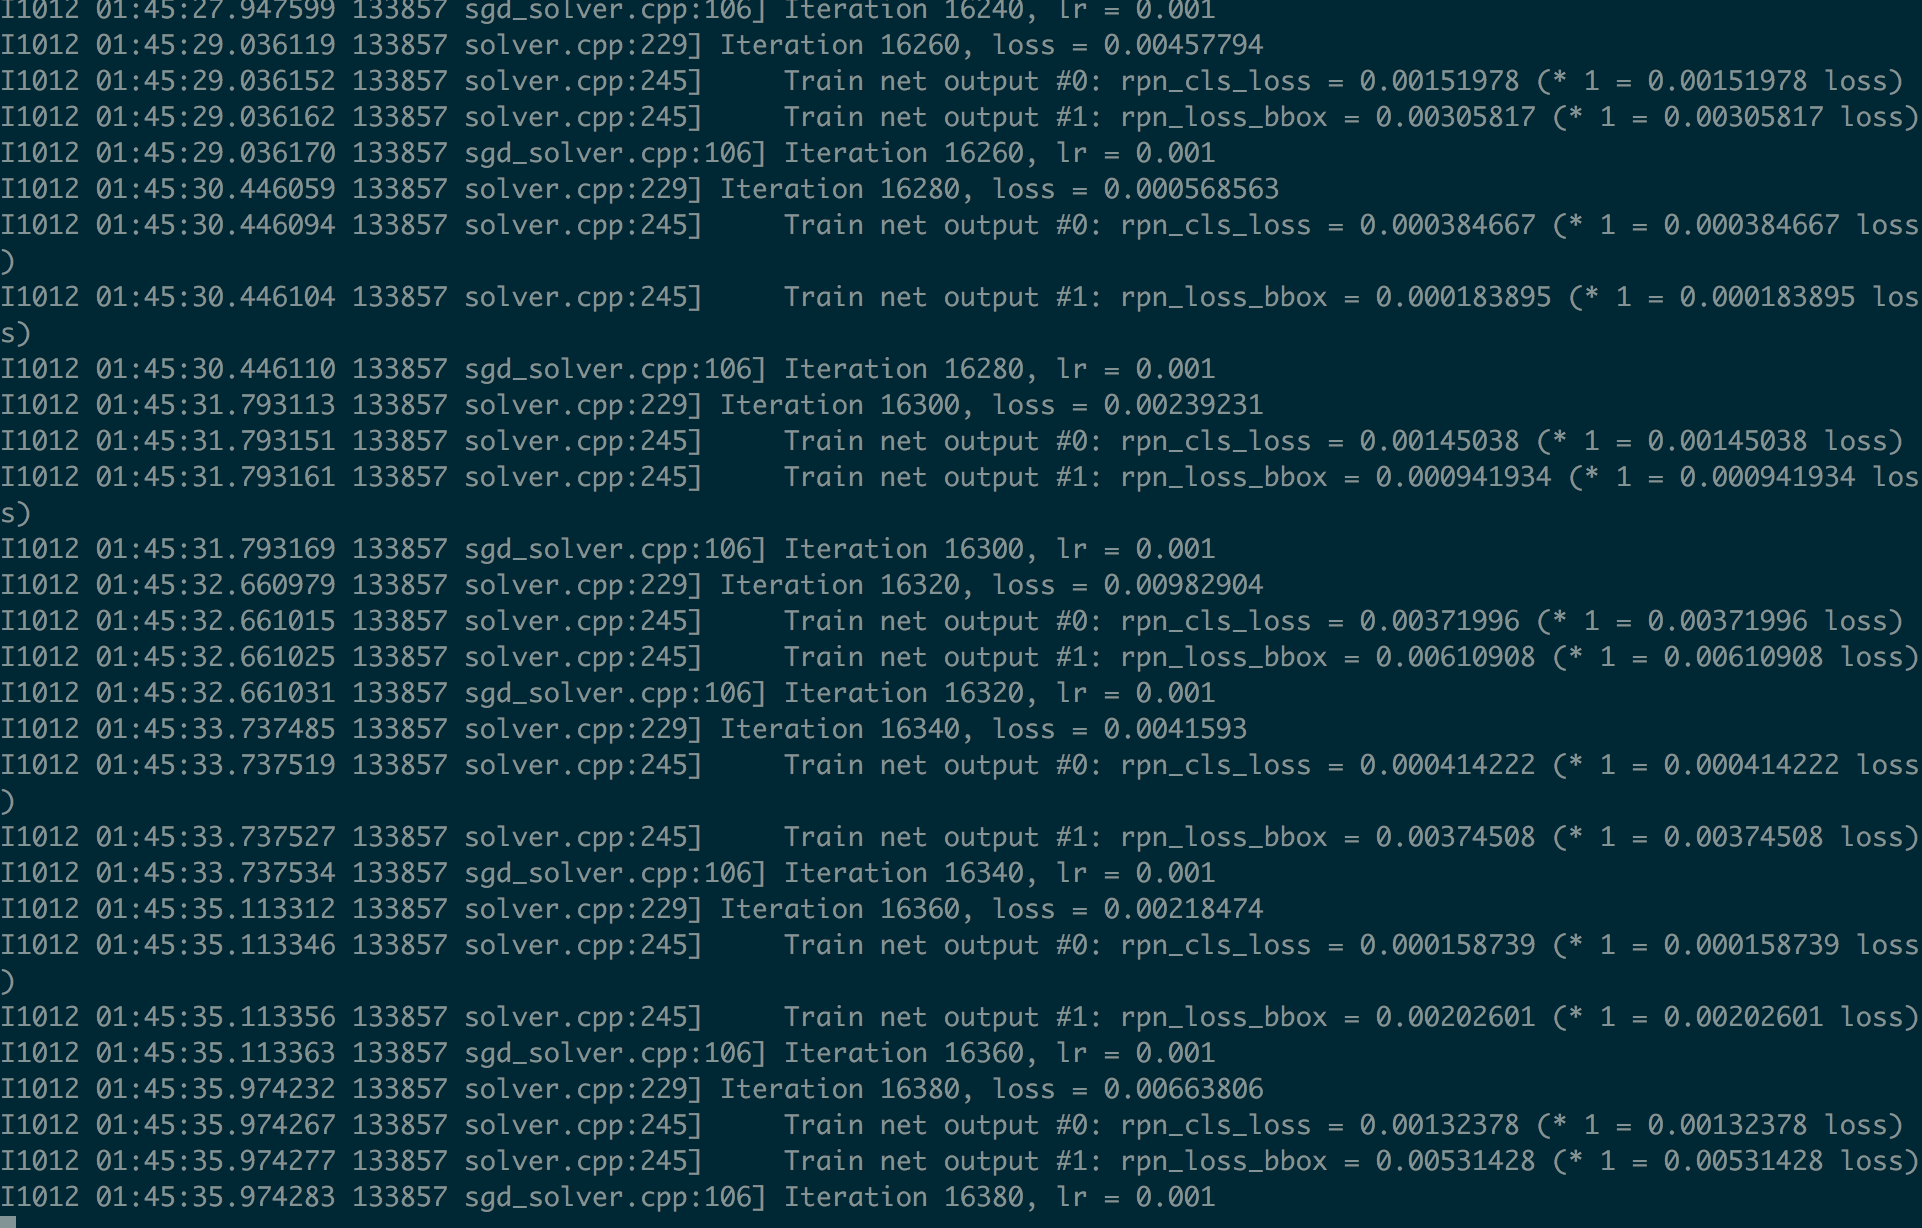 I1012 01:45:27.947599 133857 sgd_solver.cpp:106] Iteration 16240, lr = 0.001
I1012 01:45:29.036119 133857 solver.cpp:229] Iteration 16260, loss = 0.00457794
I1012 01:45:29.036152 133857 solver.cpp:245]     Train net output #0: rpn_cls_loss = 0.00151978 (* 1 = 0.00151978 loss)
I1012 01:45:29.036162 133857 solver.cpp:245]     Train net output #1: rpn_loss_bbox = 0.00305817 (* 1 = 0.00305817 loss)
I1012 01:45:29.036170 133857 sgd_solver.cpp:106] Iteration 16260, lr = 0.001
I1012 01:45:30.446059 133857 solver.cpp:229] Iteration 16280, loss = 0.000568563
I1012 01:45:30.446094 133857 solver.cpp:245]     Train net output #0: rpn_cls_loss = 0.000384667 (* 1 = 0.000384667 loss
)
I1012 01:45:30.446104 133857 solver.cpp:245]     Train net output #1: rpn_loss_bbox = 0.000183895 (* 1 = 0.000183895 los
s)
I1012 01:45:30.446110 133857 sgd_solver.cpp:106] Iteration 16280, lr = 0.001
I1012 01:45:31.793113 133857 solver.cpp:229] Iteration 16300, loss = 0.00239231
I1012 01:45:31.793151 133857 solver.cpp:245]     Train net output #0: rpn_cls_loss = 0.00145038 (* 1 = 0.00145038 loss)
I1012 01:45:31.793161 133857 solver.cpp:245]     Train net output #1: rpn_loss_bbox = 0.000941934 (* 1 = 0.000941934 los
s)
I1012 01:45:31.793169 133857 sgd_solver.cpp:106] Iteration 16300, lr = 0.001
I1012 01:45:32.660979 133857 solver.cpp:229] Iteration 16320, loss = 0.00982904
I1012 01:45:32.661015 133857 solver.cpp:245]     Train net output #0: rpn_cls_loss = 0.00371996 (* 1 = 0.00371996 loss)
I1012 01:45:32.661025 133857 solver.cpp:245]     Train net output #1: rpn_loss_bbox = 0.00610908 (* 1 = 0.00610908 loss)
I1012 01:45:32.661031 133857 sgd_solver.cpp:106] Iteration 16320, lr = 0.001
I1012 01:45:33.737485 133857 solver.cpp:229] Iteration 16340, loss = 0.0041593
I1012 01:45:33.737519 133857 solver.cpp:245]     Train net output #0: rpn_cls_loss = 0.000414222 (* 1 = 0.000414222 loss
)
I1012 01:45:33.737527 133857 solver.cpp:245]     Train net output #1: rpn_loss_bbox = 0.00374508 (* 1 = 0.00374508 loss)
I1012 01:45:33.737534 133857 sgd_solver.cpp:106] Iteration 16340, lr = 0.001
I1012 01:45:35.113312 133857 solver.cpp:229] Iteration 16360, loss = 0.00218474
I1012 01:45:35.113346 133857 solver.cpp:245]     Train net output #0: rpn_cls_loss = 0.000158739 (* 1 = 0.000158739 loss
)
I1012 01:45:35.113356 133857 solver.cpp:245]     Train net output #1: rpn_loss_bbox = 0.00202601 (* 1 = 0.00202601 loss)
I1012 01:45:35.113363 133857 sgd_solver.cpp:106] Iteration 16360, lr = 0.001
I1012 01:45:35.974232 133857 solver.cpp:229] Iteration 16380, loss = 0.00663806
I1012 01:45:35.974267 133857 solver.cpp:245]     Train net output #0: rpn_cls_loss = 0.00132378 (* 1 = 0.00132378 loss)
I1012 01:45:35.974277 133857 solver.cpp:245]     Train net output #1: rpn_loss_bbox = 0.00531428 (* 1 = 0.00531428 loss)
I1012 01:45:35.974283 133857 sgd_solver.cpp:106] Iteration 16380, lr = 0.001